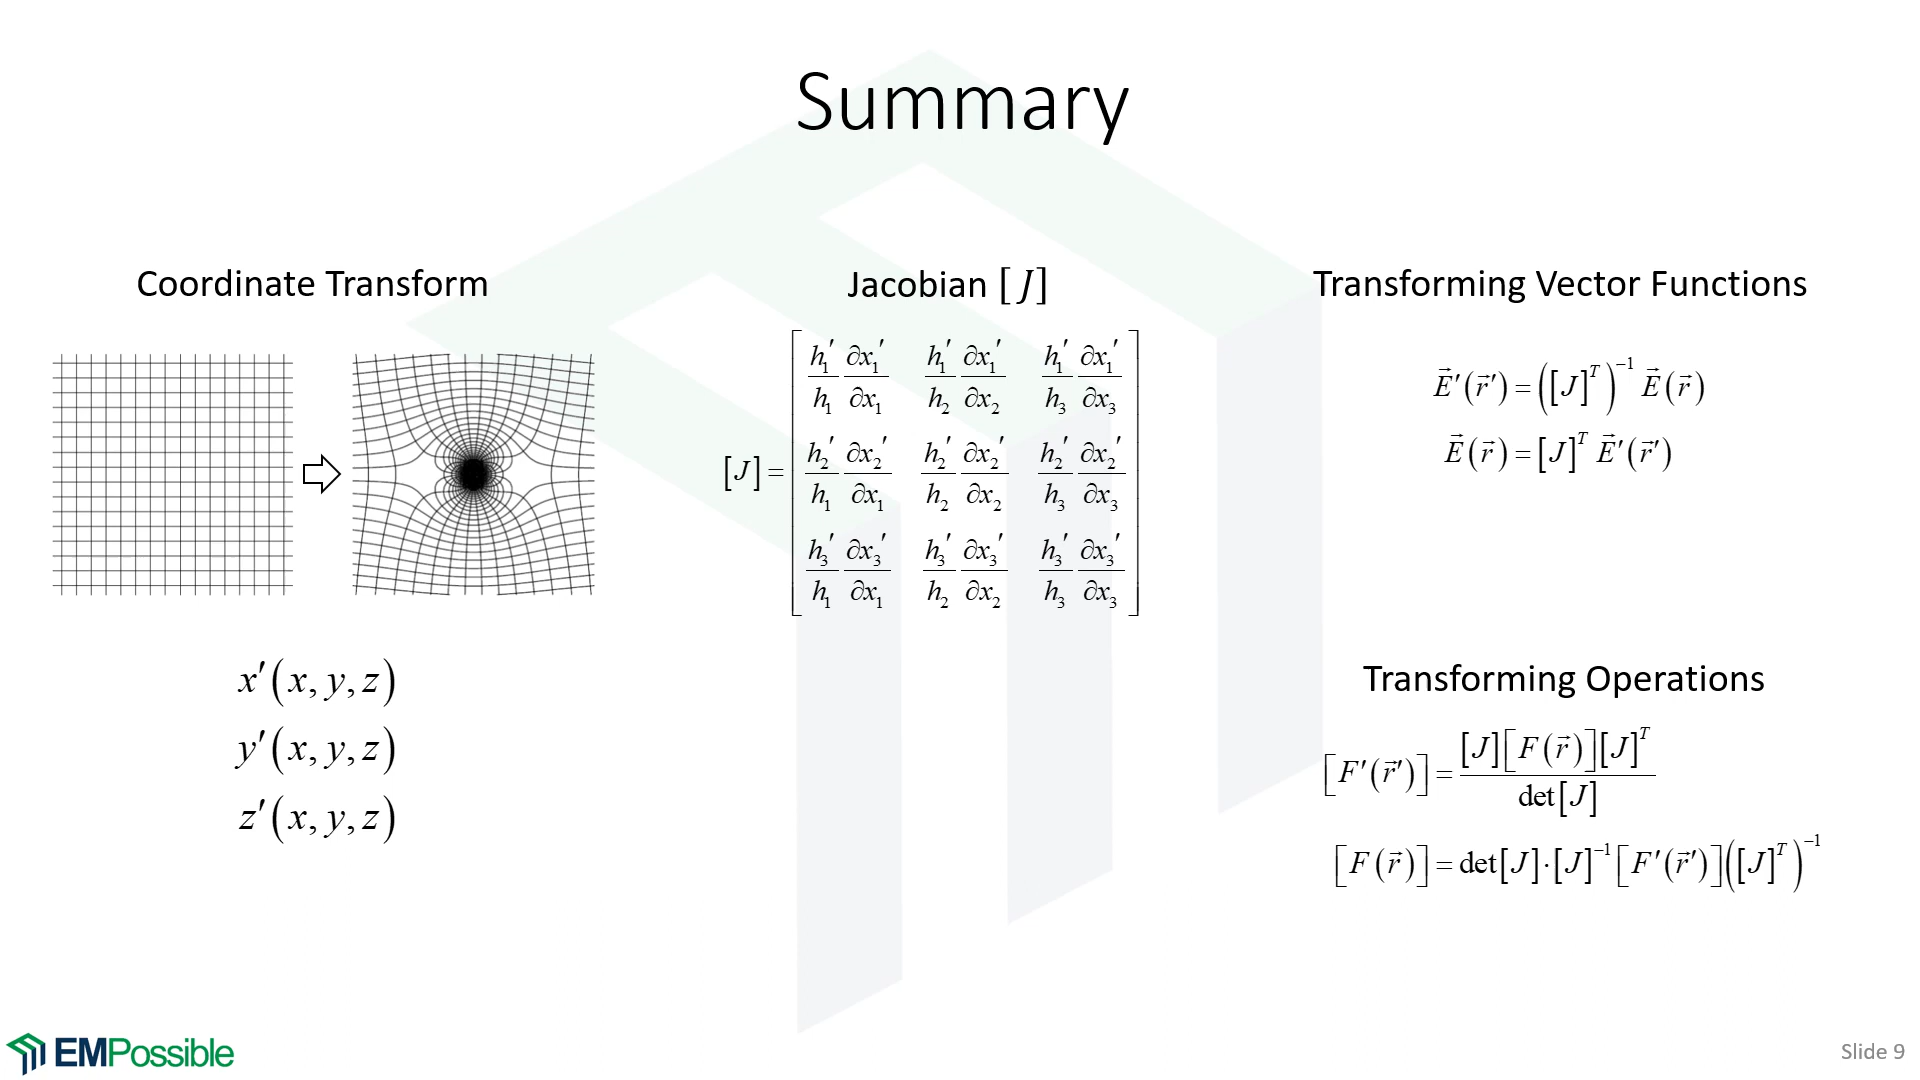 Summary
Coordinate Transform
x′(x, y, z)
y′(x, y, z)
z′(x, y, z)
Jacobian [J]
[J] = [ h₁′/h₁ ∂x₁′/∂x₁   h₁′/h₂ ∂x₁′/∂x₂   h₁′/h₃ ∂x₁′/∂x₃
h₂′/h₁ ∂x₂′/∂x₁   h₂′/h₂ ∂x₂′/∂x₂   h₂′/h₃ ∂x₂′/∂x₃
h₃′/h₁ ∂x₃′/∂x₁   h₃′/h₂ ∂x₃′/∂x₂   h₃′/h₃ ∂x₃′/∂x₃ ]
Transforming Vector Functions
E⃗′(r⃗′) = ([J]ᵀ)⁻¹ E⃗(r⃗)
E⃗(r⃗) = [J]ᵀ E⃗′(r⃗′)
Transforming Operations
[F′(r⃗′)] = [J][F(r⃗)][J]ᵀ / det[J]
[F(r⃗)] = det[J]·[J]⁻¹[F′(r⃗′)]([J]ᵀ)⁻¹
EMPossible
Slide 9